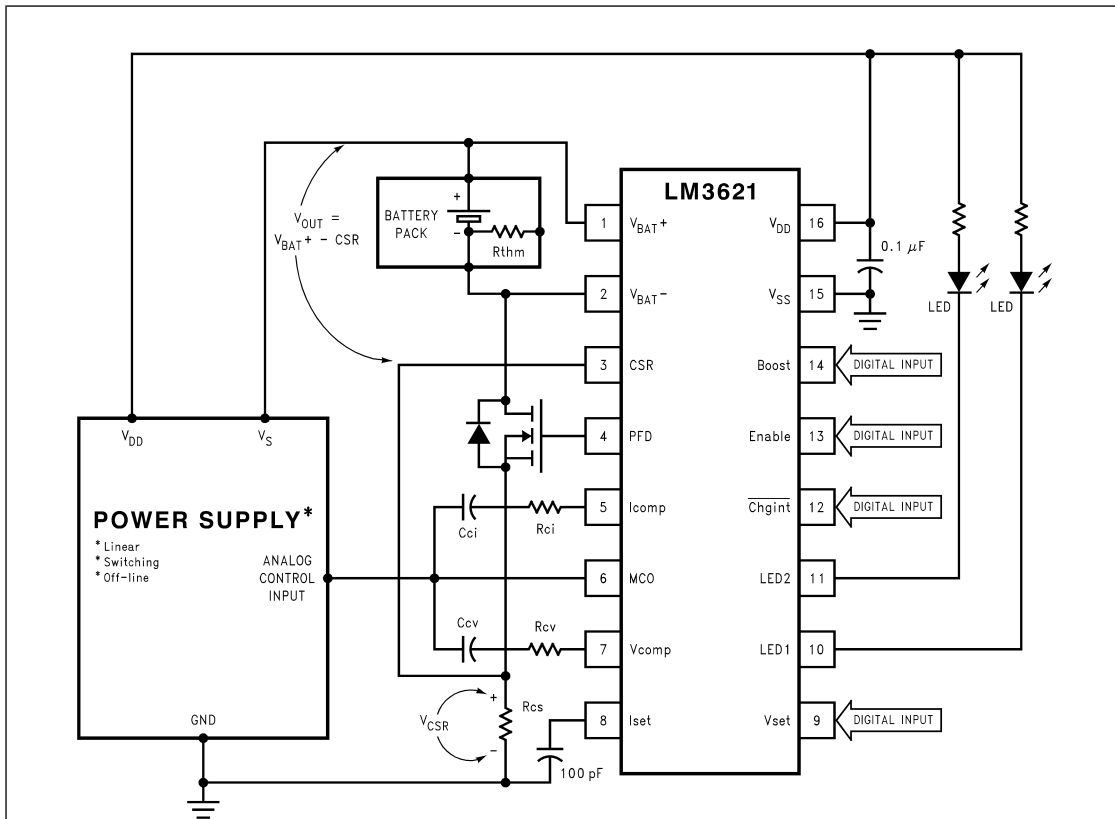 LM3621
BATTERY
PACK
+
-
Rthm
V_OUT =
V_BAT+ - CSR
1 V_BAT+
2 V_BAT-
3 CSR
4 PFD
5 Icomp
6 MCO
7 Vcomp
8 Iset
V_DD 16
V_SS 15
Boost 14
Enable 13
Chgint 12
LED2 11
LED1 10
Vset 9
0.1 μF
LED
LED
DIGITAL INPUT
DIGITAL INPUT
DIGITAL INPUT
DIGITAL INPUT
V_DD
V_S
POWER SUPPLY*
* Linear
* Switching
* Off-line
ANALOG
CONTROL
INPUT
GND
Cci
Rci
Ccv
Rcv
V_CSR
+
-
Rcs
100 pF